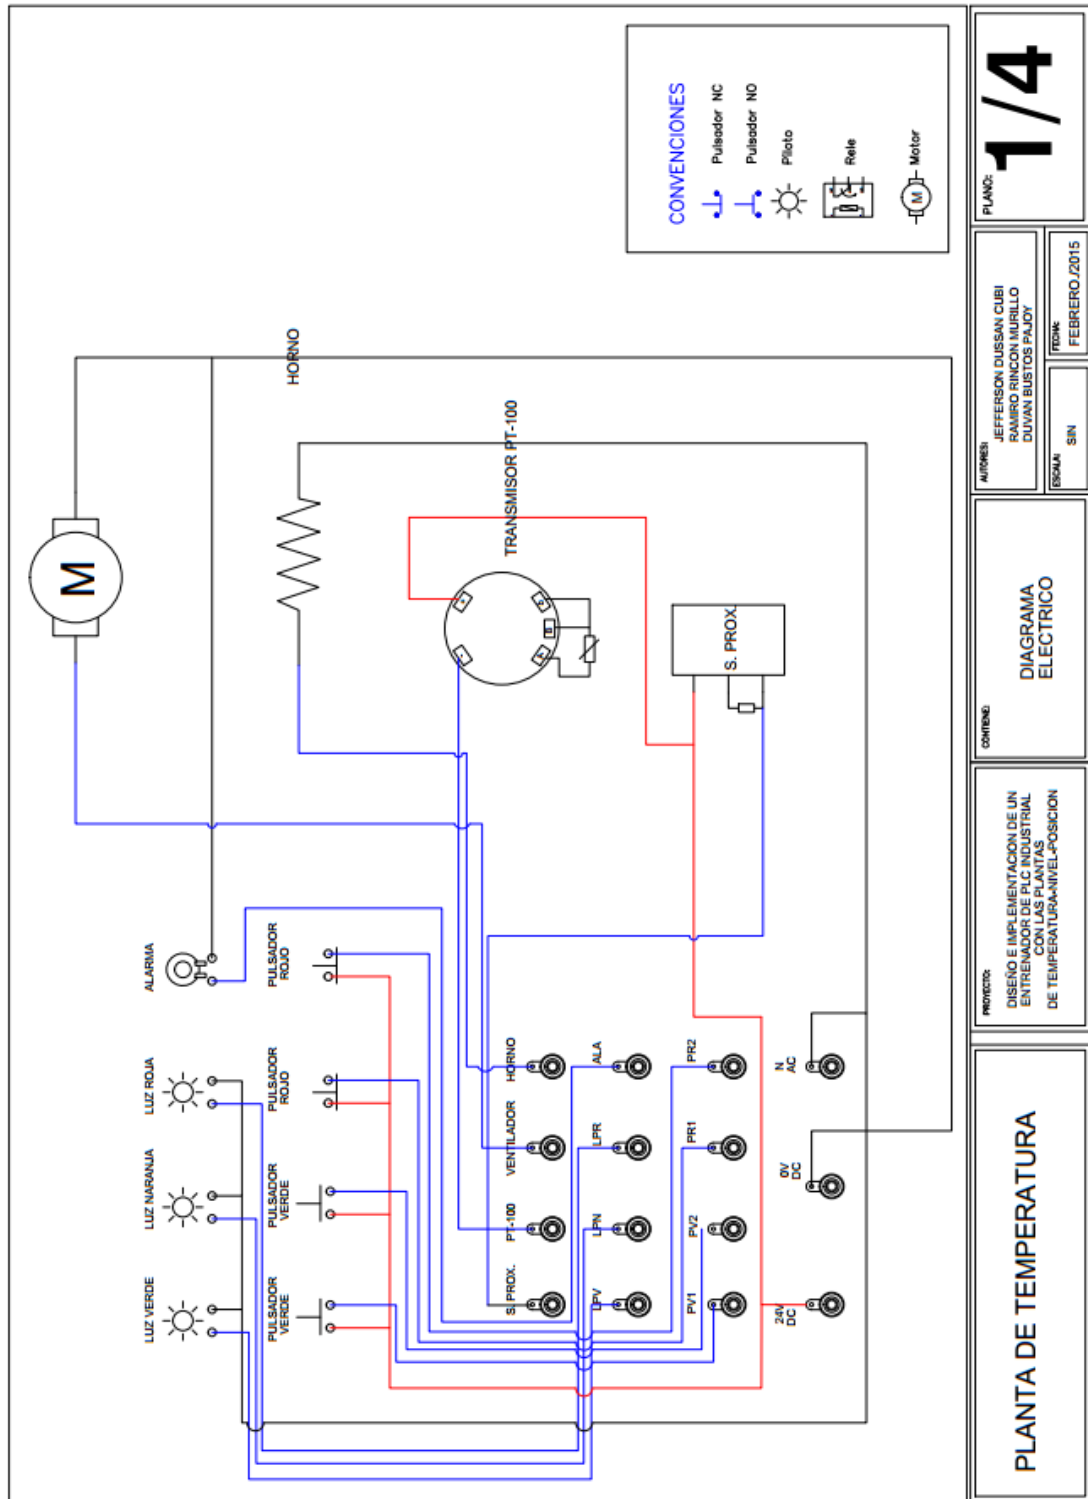 ALARMA
LUZ ROJA
LUZ NARANJA
LUZ VERDE
PULSADOR
ROJO
PULSADOR
ROJO
PULSADOR
VERDE
PULSADOR
VERDE
M
HORNO
TRANSMISOR PT-100
+
-
S. PROX.
HORNO
VENTILADOR
PT-100
S. PROX.
ALA
LPR
LPN
LPV
PR2
PR1
PV2
PV1
N
AC
0V
DC
24V
DC
CONVENCIONES
Pulsador NC
Pulsador NO
Piloto
Rele
M
Motor
PLANTA DE TEMPERATURA
PROYECTO:
DISEÑO E IMPLEMENTACION DE UN
ENTRENADOR DE PLC INDUSTRIAL
CON LAS PLANTAS
DE TEMPERATURA-NIVEL-POSICION
CONTIENE:
DIAGRAMA
ELECTRICO
AUTORES:
JEFFERSON DUSSAN CUBI
RAMIRO RINCON MURILLO
DUVAN BUSTOS PAJOY
ESCALA:
SIN
FECHA:
FEBRERO/2015
PLANO:
1/4